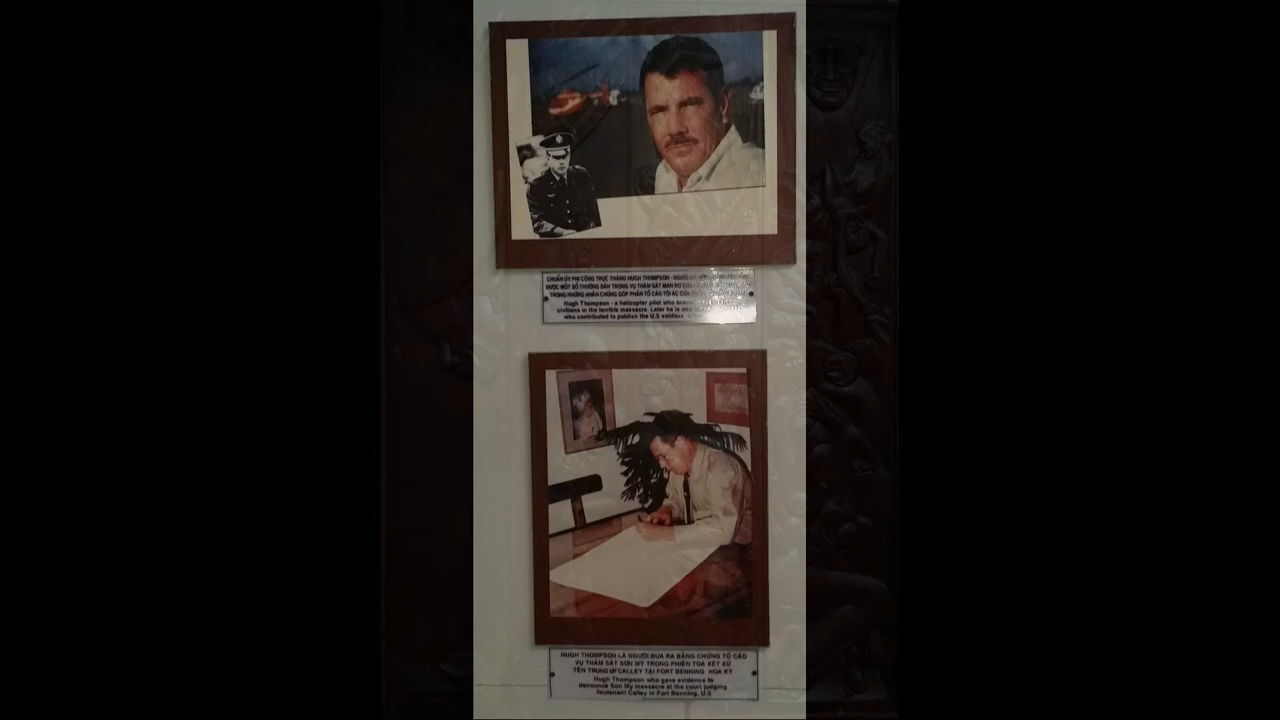 CHUẨN ÚY PHI CÔNG TRỰC THĂNG HUGH THOMPSON - NGƯỜI
ĐƯỢC MỘT SỐ THƯỜNG DÂN TRONG VỤ THẢM SÁT MAN RỢ CỦA
TRONG NHỮNG NHÂN CHỨNG GÓP PHẦN TỐ CÁO TỘI ÁC CỦA
Hugh Thompson - a helicopter pilot who
civilians in the terrible massacre. Later he is
who contributed to publish the U.S soldiers,
HUGH THOMPSON LÀ NGƯỜI ĐƯA RA BẰNG CHỨNG TỐ CÁO
VỤ THẢM SÁT SƠN MỸ TRONG PHIÊN TOÀ XÉT XỬ
TÊN TRUNG ÚY CALLEY TẠI FORT BENNING HOA KỲ
Hugh Thompson who gave evidence to
denounce Son My massacre at the court judging
lieutenant Calley in Fort Benning, U.S